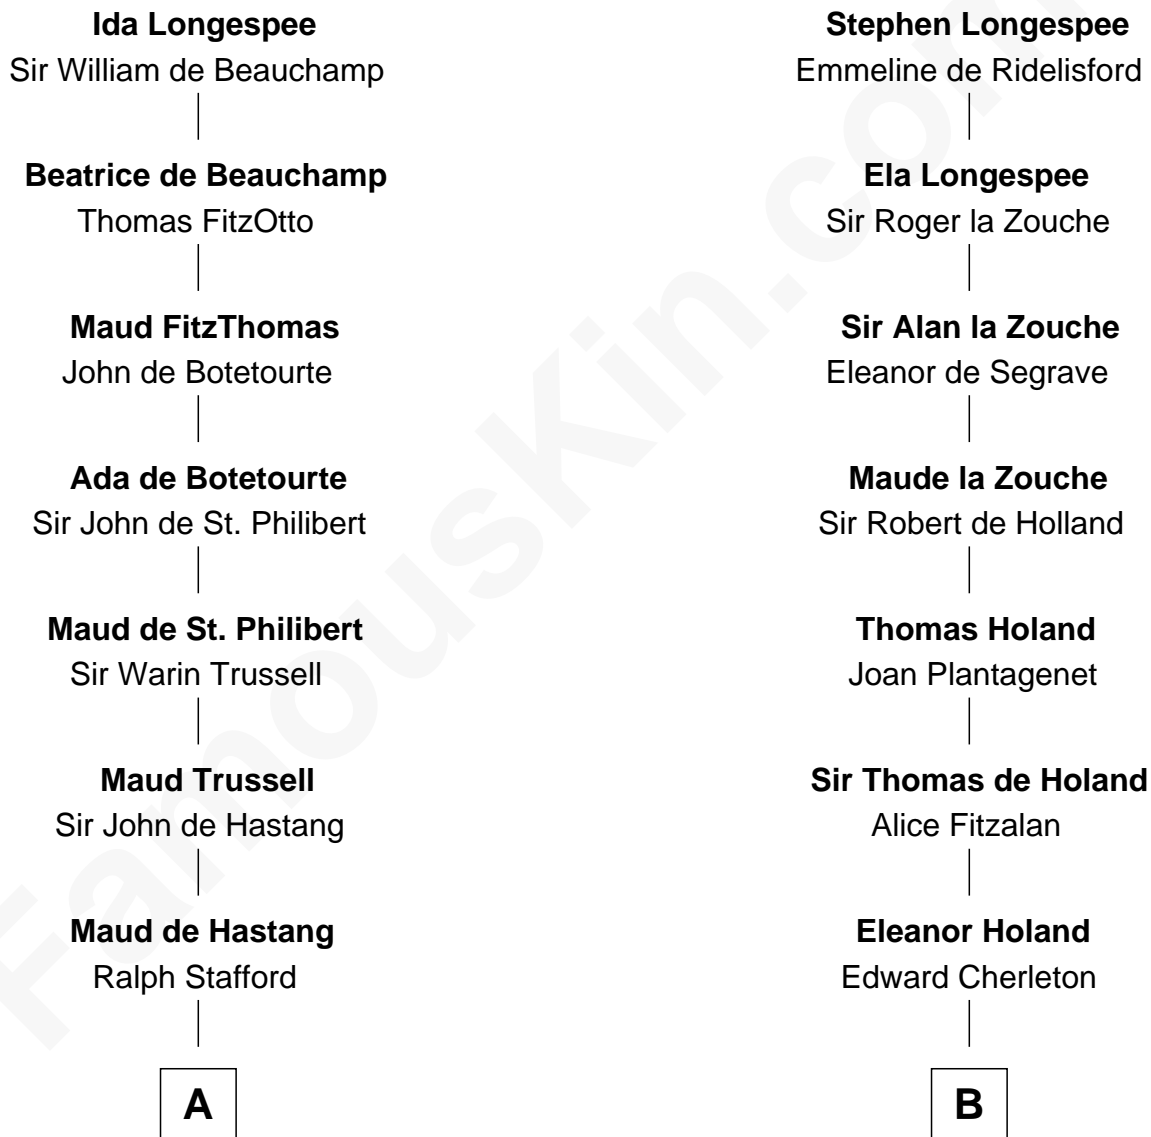 Ida Longespee
Sir William de Beauchamp
Beatrice de Beauchamp
Thomas FitzOtto
Maud FitzThomas
John de Botetourte
Ada de Botetourte
Sir John de St. Philibert
Maud de St. Philibert
Sir Warin Trussell
Maud Trussell
Sir John de Hastang
Maud de Hastang
Ralph Stafford
A
Stephen Longespee
Emmeline de Ridelisford
Ela Longespee
Sir Roger la Zouche
Sir Alan la Zouche
Eleanor de Segrave
Maude la Zouche
Sir Robert de Holland
Thomas Holand
Joan Plantagenet
Sir Thomas de Holand
Alice Fitzalan
Eleanor Holand
Edward Cherleton
B
FamousKin.com